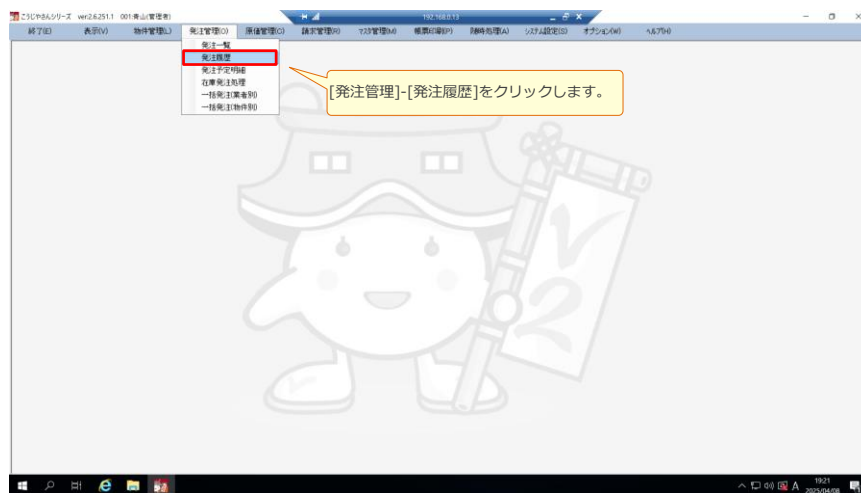 こうじやさんシリーズ ver:2.6251.1 001:青山(管理者)
192.168.0.13
終了(E) 表示(V) 物件管理(L) 発注管理(O) 原価管理(C) 請求管理(R) マスタ管理(M) 帳票印刷(P) 随時処理(A) システム設定(S) オプション(W) ヘルプ(H)
発注一覧
発注履歴
発注予定明細
在庫発注処理
一括発注(業者別)
一括発注(物件別)
[発注管理]-[発注履歴]をクリックします。
V2
A
19:21
2025/04/08